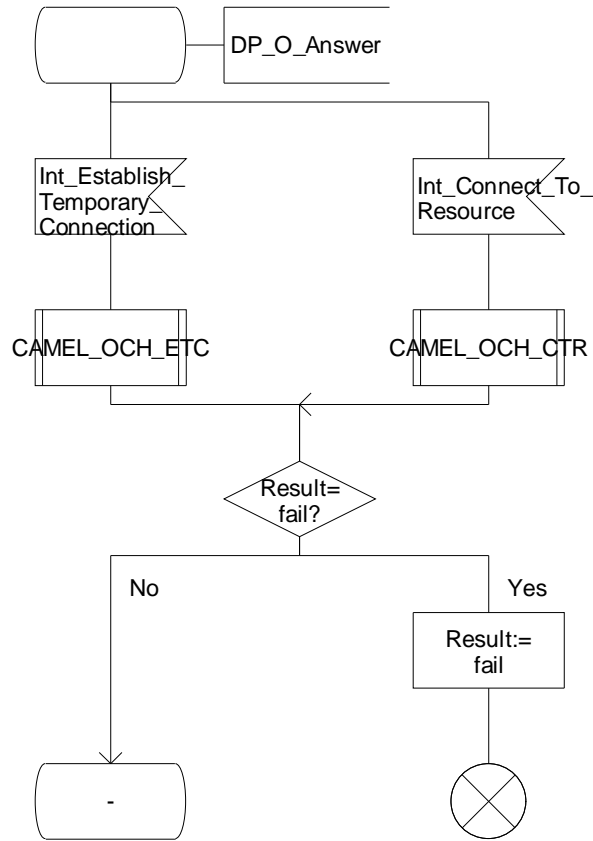 DP_O_Answer
Int_Establish_
Temporary_
Connection
Int_Connect_To_
Resource
CAMEL_OCH_ETC
CAMEL_OCH_CTR
Result=
fail?
No
Yes
Result:=
fail
-